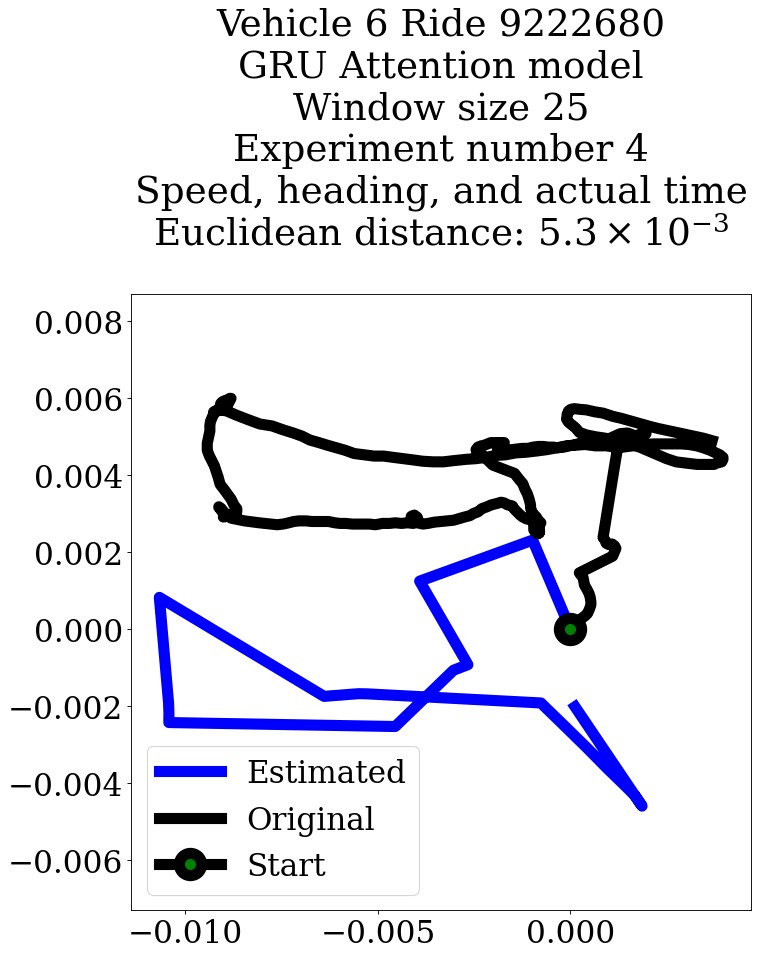 Vehicle 6 Ride 9222680
GRU Attention model
Window size 25
Experiment number 4
Speed, heading, and actual time
Euclidean distance: 5.3 × 10⁻³
0.008
0.006
0.004
0.002
0.000
−0.002
−0.004
−0.006
Estimated
Original
Start
−0.010 −0.005 0.000